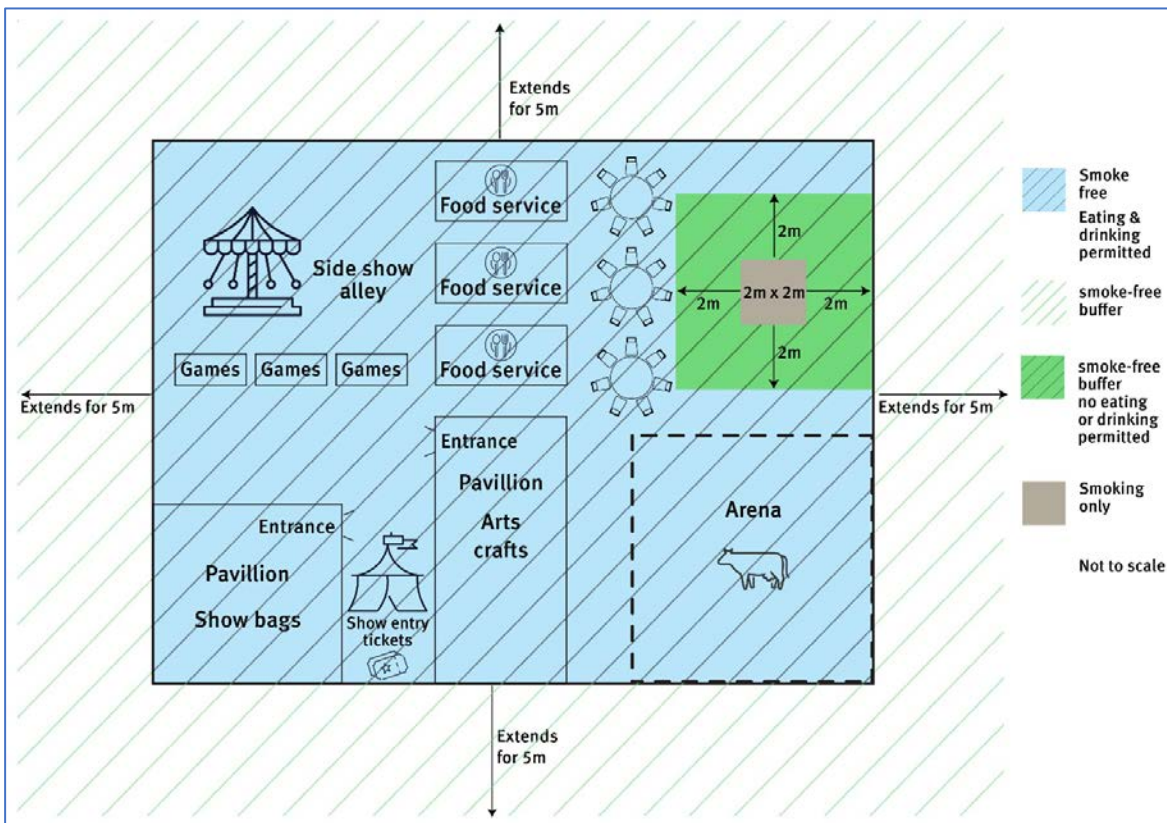 Extends
for 5m
Food service
Food service
Food service
Side show
alley
Games
Games
Games
2m
2m
2m x 2m
2m
2m
Extends for 5m
Extends for 5m
Entrance
Pavillion
Arts
crafts
Entrance
Pavillion
Show bags
Show entry
tickets
Arena
Extends
for 5m
Smoke
free
Eating &
drinking
permitted
smoke-free
buffer
smoke-free
buffer
no eating
or drinking
permitted
Smoking
only
Not to scale